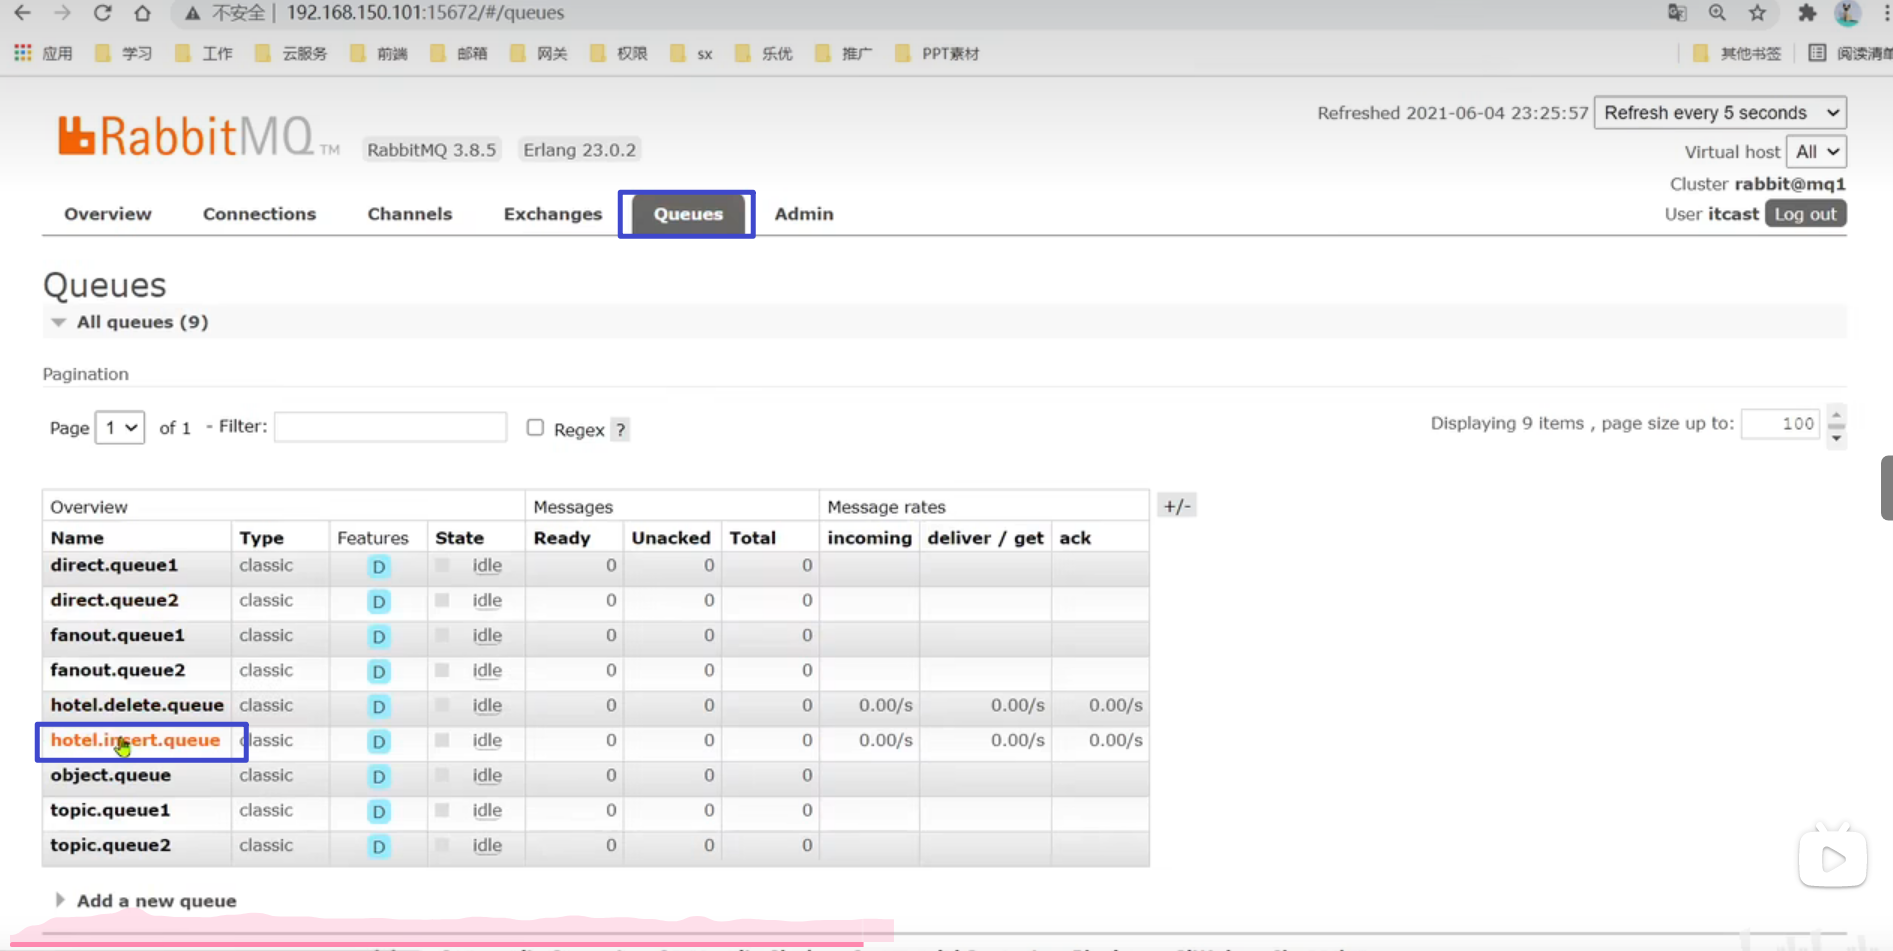 不安全 | 192.168.150.101:15672/#/queues
应用 学习 工作 云服务 前端 邮箱 网关 权限 sx 乐优 推广 PPT素材 其他书签 阅读清单
Refreshed 2021-06-04 23:25:57 Refresh every 5 seconds
RabbitMQ TM RabbitMQ 3.8.5 Erlang 23.0.2
Virtual host All
Cluster rabbit@mq1
User itcast Log out
Overview Connections Channels Exchanges Queues Admin
Queues
All queues (9)
Pagination
Page 1 of 1 - Filter: Regex ? Displaying 9 items , page size up to: 100
Overview Messages Message rates +/-
Name Type Features State Ready Unacked Total incoming deliver / get ack
direct.queue1 classic D idle 0 0 0
direct.queue2 classic D idle 0 0 0
fanout.queue1 classic D idle 0 0 0
fanout.queue2 classic D idle 0 0 0
hotel.delete.queue classic D idle 0 0 0 0.00/s 0.00/s 0.00/s
hotel.insert.queue classic D idle 0 0 0 0.00/s 0.00/s 0.00/s
object.queue classic D idle 0 0 0
topic.queue1 classic D idle 0 0 0
topic.queue2 classic D idle 0 0 0
Add a new queue